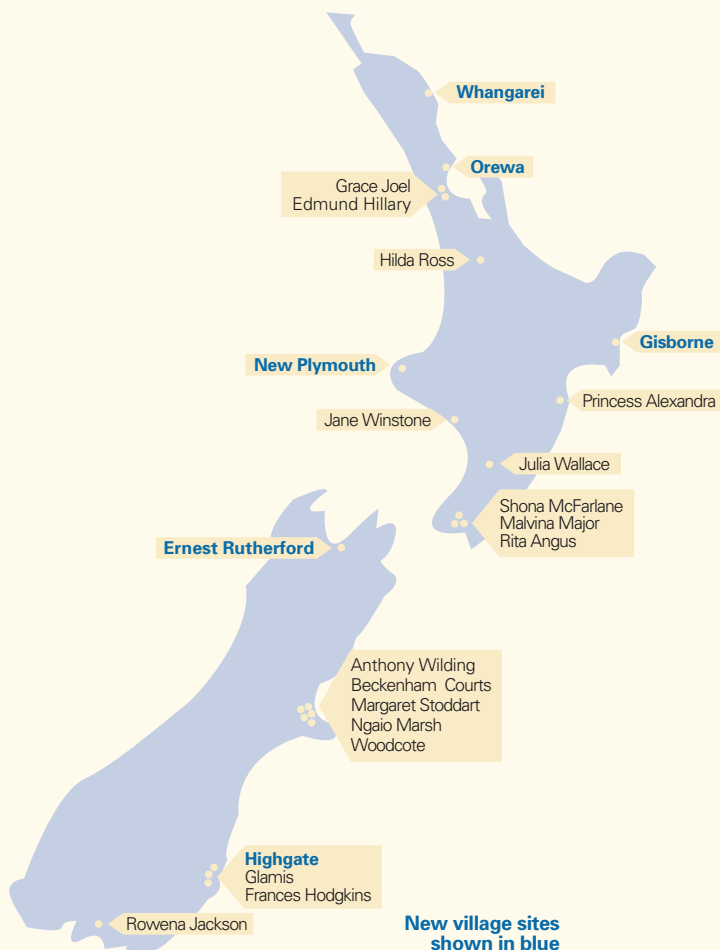 Whangarei
Orewa
Grace Joel
Edmund Hillary
Hilda Ross
Gisborne
New Plymouth
Princess Alexandra
Jane Winstone
Julia Wallace
Shona McFarlane
Malvina Major
Rita Angus
Ernest Rutherford
Anthony Wilding
Beckenham Courts
Margaret Stoddart
Ngaio Marsh
Woodcote
Highgate
Glamis
Frances Hodgkins
Rowena Jackson
New village sites
shown in blue